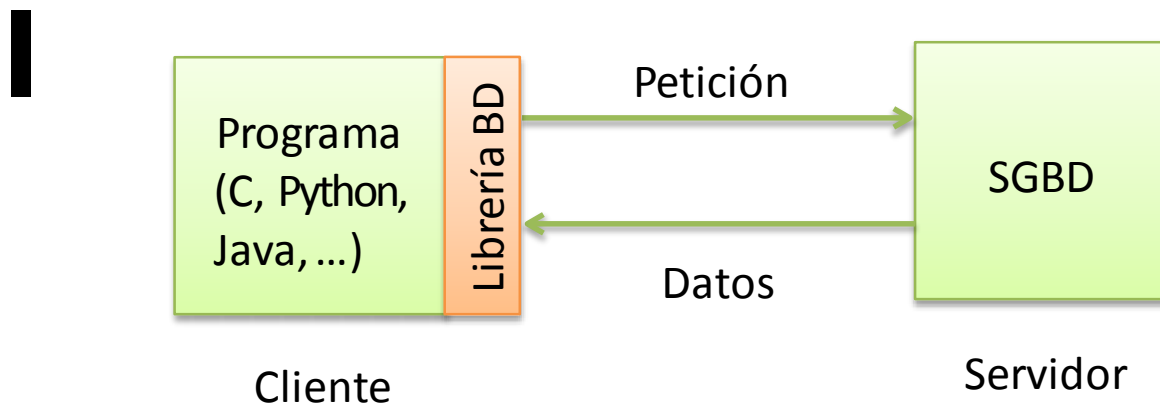 Programa
(C, Python,
Java, ...)
Librería BD
Petición
Datos
SGBD
Cliente
Servidor